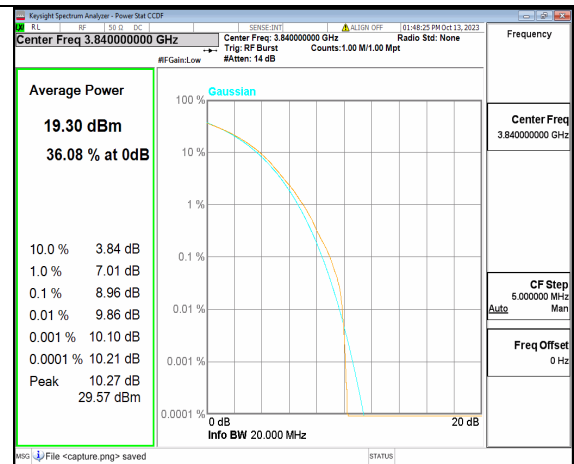 Keysight Spectrum Analyzer - Power Stat CCDF
RL RF 50 Ω DC SENSE:INT ALIGN OFF 01:48:25 PM Oct 13, 2023
Center Freq 3.840000000 GHz
Center Freq: 3.840000000 GHz Radio Std: None
Trig: RF Burst Counts:1.00 M/1.00 Mpt
#IFGain:Low #Atten: 14 dB
Frequency
Average Power
19.30 dBm
36.08 % at 0dB
10.0 % 3.84 dB
1.0 % 7.01 dB
0.1 % 8.96 dB
0.01 % 9.86 dB
0.001 % 10.10 dB
0.0001 % 10.21 dB
Peak 10.27 dB
29.57 dBm
Gaussian
100 %
10 %
1 %
0.1 %
0.01 %
0.001 %
0.0001 %
0 dB 20 dB
Info BW 20.000 MHz
Center Freq
3.840000000 GHz
CF Step
5.000000 MHz
Auto Man
Freq Offset
0 Hz
MSG File <capture.png> saved STATUS